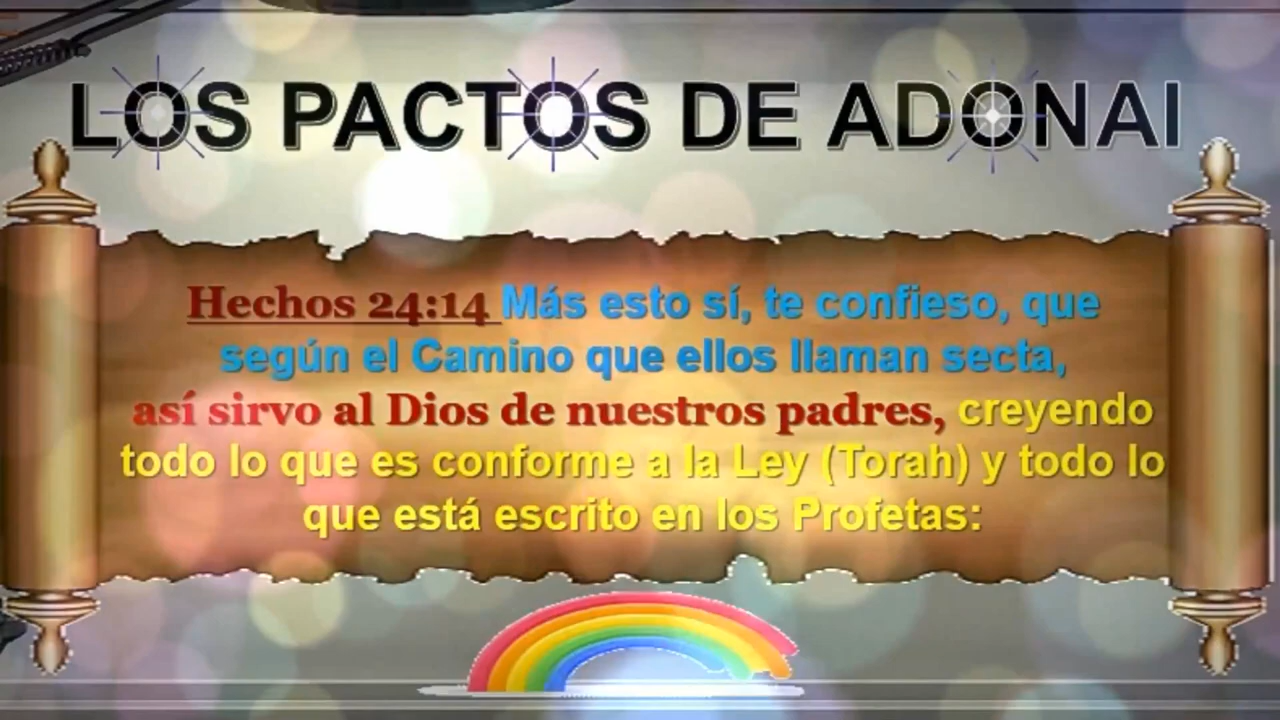 LOS PACTOS DE ADONAI
Hechos 24:14 Más esto sí, te confieso, que
según el Camino que ellos llaman secta,
así sirvo al Dios de nuestros padres, creyendo
todo lo que es conforme a la Ley (Torah) y todo lo
que está escrito en los Profetas: